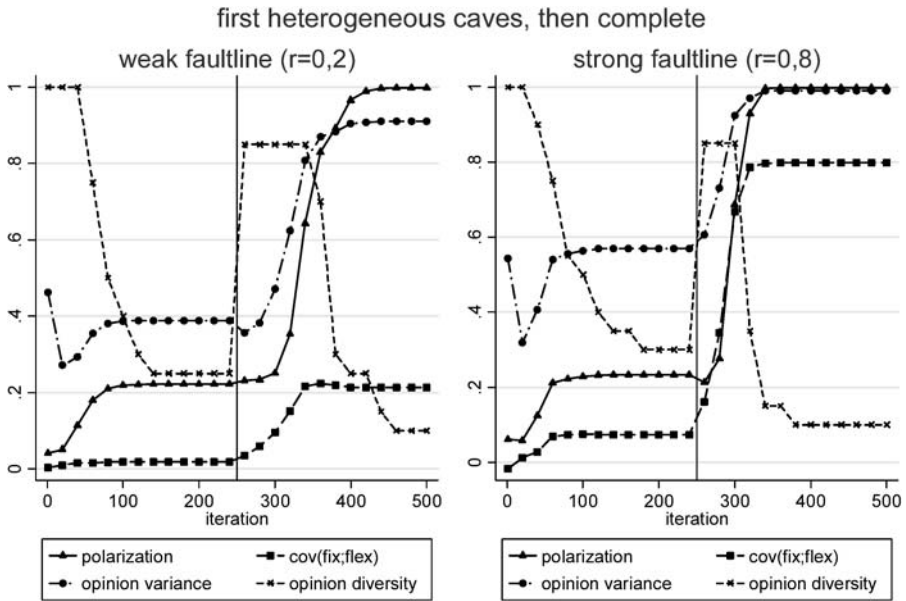 first heterogeneous caves, then complete
weak faultline (r=0,2)
strong faultline (r=0,8)
1
.8
.6
.4
.2
0
0 100 200 300 400 500
iteration
1
.8
.6
.4
.2
0
0 100 200 300 400 500
iteration
polarization
cov(fix;flex)
opinion variance
opinion diversity
polarization
cov(fix;flex)
opinion variance
opinion diversity